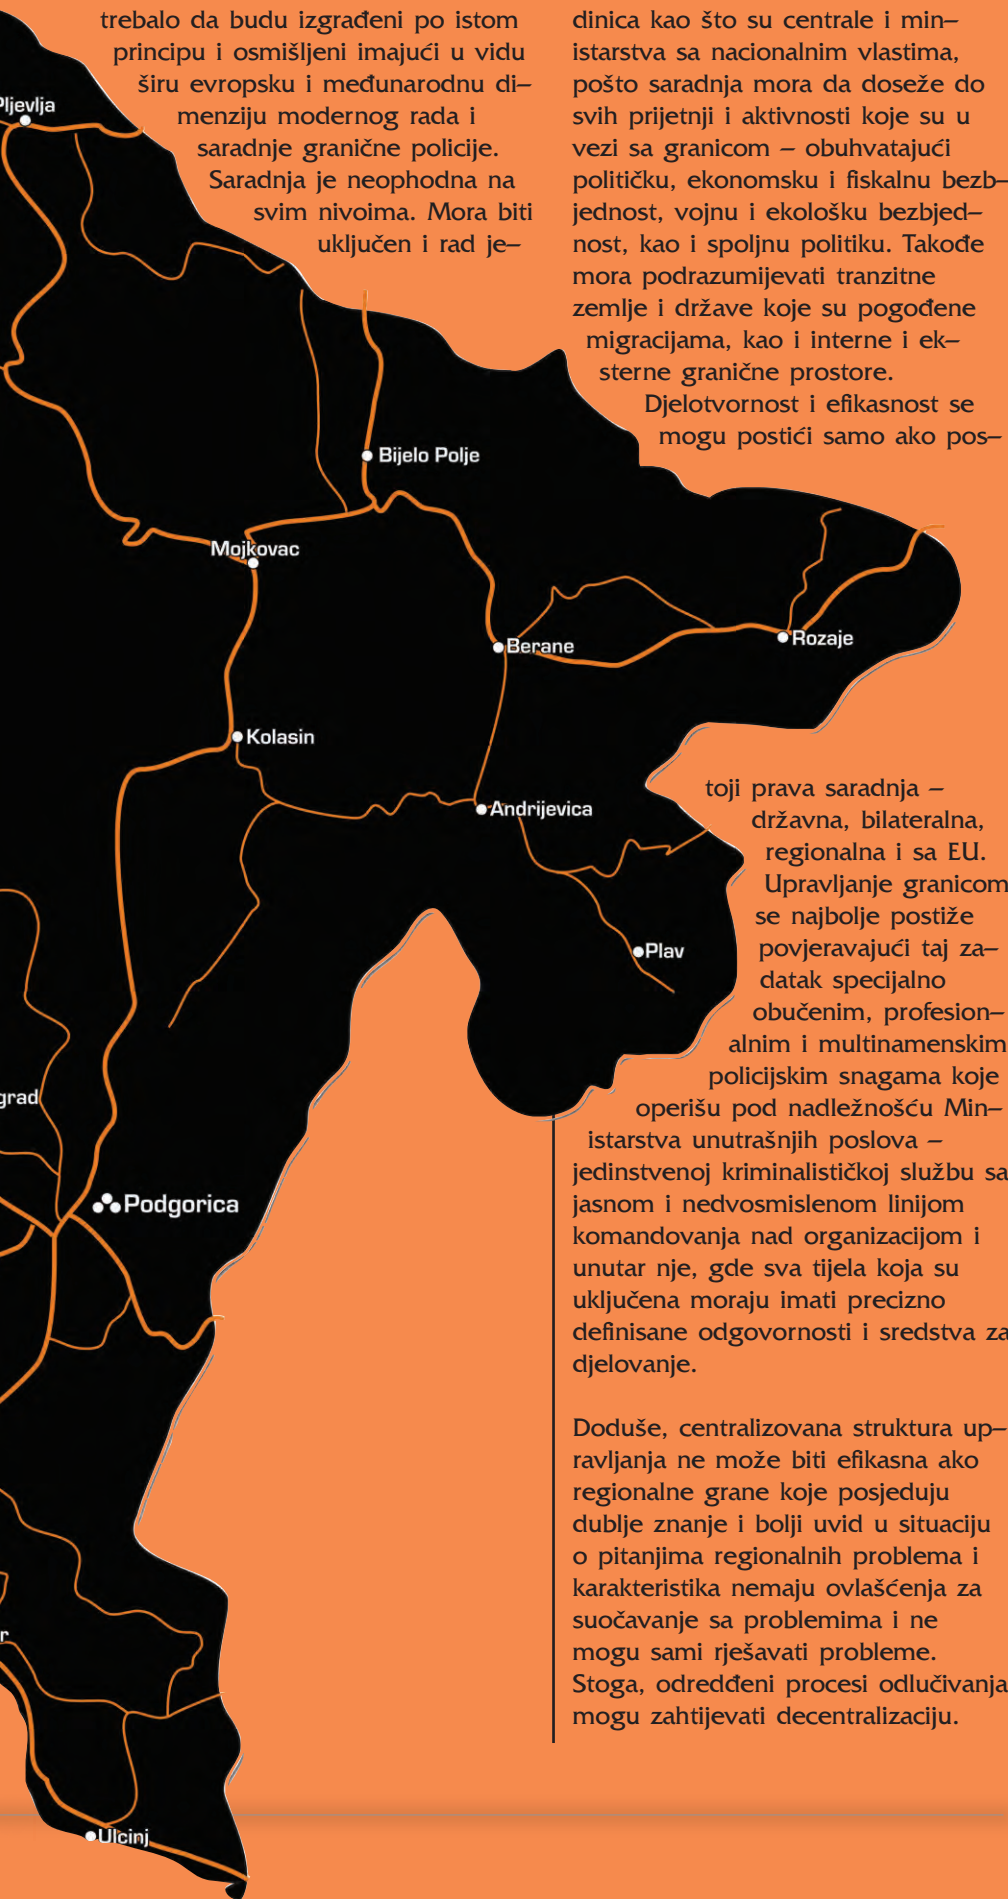 trebalo da budu izgrađeni po istom
principu i osmišljeni imajući u vidu
širu evropsku i međunarodnu di–
menziju modernog rada i
saradnje granične policije.
Saradnja je neophodna na
svim nivoima. Mora biti
uključen i rad je–
dinica kao što su centrale i min–
istarstva sa nacionalnim vlastima,
pošto saradnja mora da doseže do
svih prijetnji i aktivnosti koje su u
vezi sa granicom – obuhvatajući
političku, ekonomsku i fiskalnu bezb–
jednost, vojnu i ekološku bezbjed–
nost, kao i spoljnu politiku. Takođe
mora podrazumijevati tranzitne
zemlje i države koje su pogođene
migracijama, kao i interne i ek–
sterne granične prostore.
Djelotvornost i efikasnost se
mogu postići samo ako pos–
toji prava saradnja –
državna, bilateralna,
regionalna i sa EU.
Upravljanje granicom
se najbolje postiže
povjeravajući taj za–
datak specijalno
obučenim, profesion–
alnim i multinamenskim
policijskim snagama koje
operišu pod nadležnošću Min–
istarstva unutrašnjih poslova –
jedinstvenoj kriminalističkoj službu sa
jasnom i nedvosmislenom linijom
komandovanja nad organizacijom i
unutar nje, gde sva tijela koja su
uključena moraju imati precizno
definisane odgovornosti i sredstva za
djelovanje.
Doduše, centralizovana struktura up–
ravljanja ne može biti efikasna ako
regionalne grane koje posjeduju
dublje znanje i bolji uvid u situaciju
o pitanjima regionalnih problema i
karakteristika nemaju ovlašćenja za
suočavanje sa problemima i ne
mogu sami rješavati probleme.
Stoga, odredđeni procesi odlučivanja
mogu zahtijevati decentralizaciju.
Pljevlja
Bijelo Polje
Mojkovac
Berane
Rozaje
Kolasin
Andrijevica
Plav
grad
Podgorica
r
Ulcinj